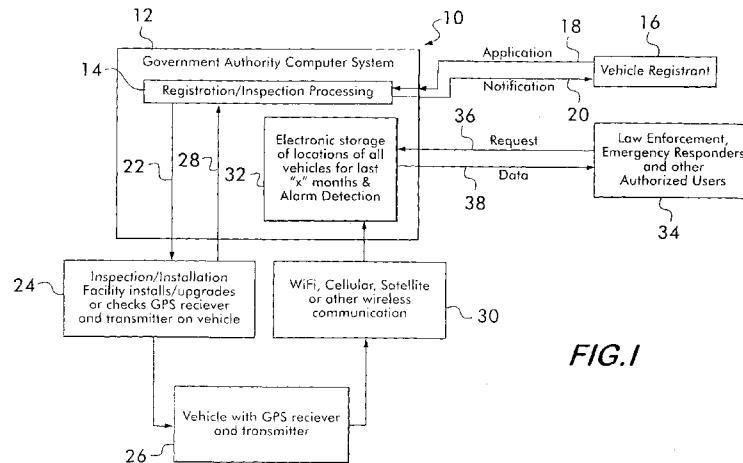 12
10
18
16
Government Authority Computer System
Application
14
Registration/Inspection Processing
Vehicle Registrant
Notification
20
36
22
28
32
Electronic storage
of locations of all
vehicles for last
"x" months &
Alarm Detection
Request
Data
38
Law Enforcement,
Emergency Responders
and other
Authorized Users
34
24
Inspection/Installation
Facility installs/upgrades
or checks GPS reciever
and transmitter on vehicle
WiFi, Cellular, Satellite
or other wireless
communication
30
FIG.1
Vehicle with GPS reciever
and transmitter
26